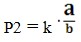 P2 = k · a/b